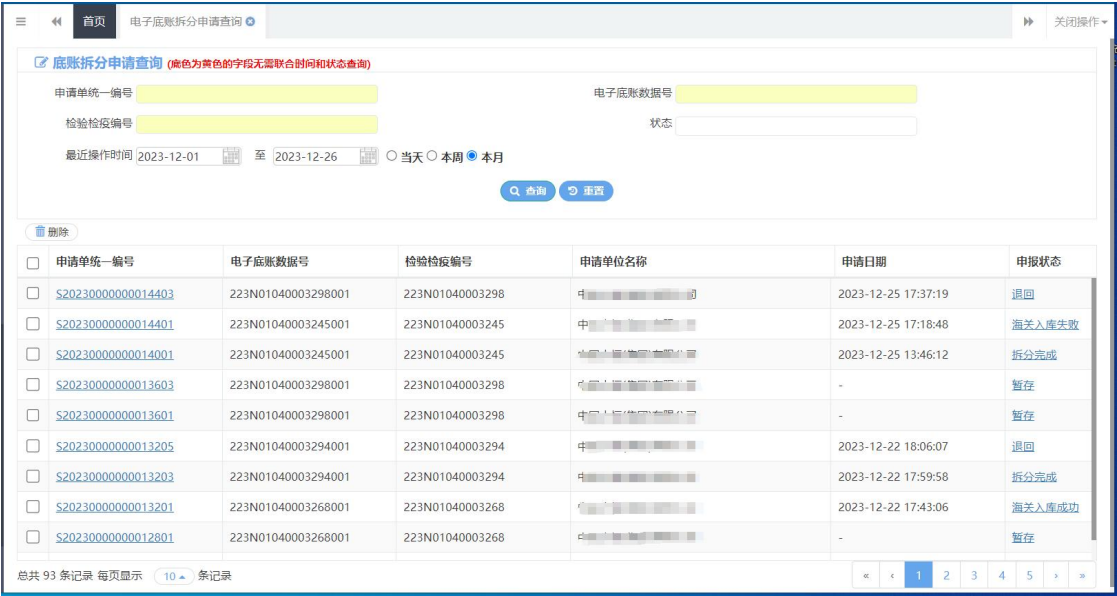 首页 电子底账拆分申请查询 关闭操作
底账拆分申请查询 (底色为黄色的字段无需联合时间和状态查询)
申请单统一编号 电子底账数据号
检验检疫编号 状态
最近操作时间 2023-12-01 至 2023-12-26 当天 本周 本月
查询 重置
删除
申请单统一编号 电子底账数据号 检验检疫编号 申请单位名称 申请日期 申报状态
S20230000000014403 223N01040003298001 223N01040003298 中 2023-12-25 17:37:19 退回
S20230000000014401 223N01040003245001 223N01040003245 中 2023-12-25 17:18:48 海关入库失败
S20230000000014001 223N01040003245001 223N01040003245 2023-12-25 13:46:12 拆分完成
S20230000000013603 223N01040003298001 223N01040003298 - 暂存
S20230000000013601 223N01040003298001 223N01040003298 - 暂存
S20230000000013205 223N01040003294001 223N01040003294 2023-12-22 18:06:07 退回
S20230000000013203 223N01040003294001 223N01040003294 2023-12-22 17:59:58 拆分完成
S20230000000013201 223N01040003268001 223N01040003268 2023-12-22 17:43:06 海关入库成功
S20230000000012801 223N01040003268001 223N01040003268 - 暂存
总共 93 条记录 每页显示 10 条记录 « ‹ 1 2 3 4 5 › »